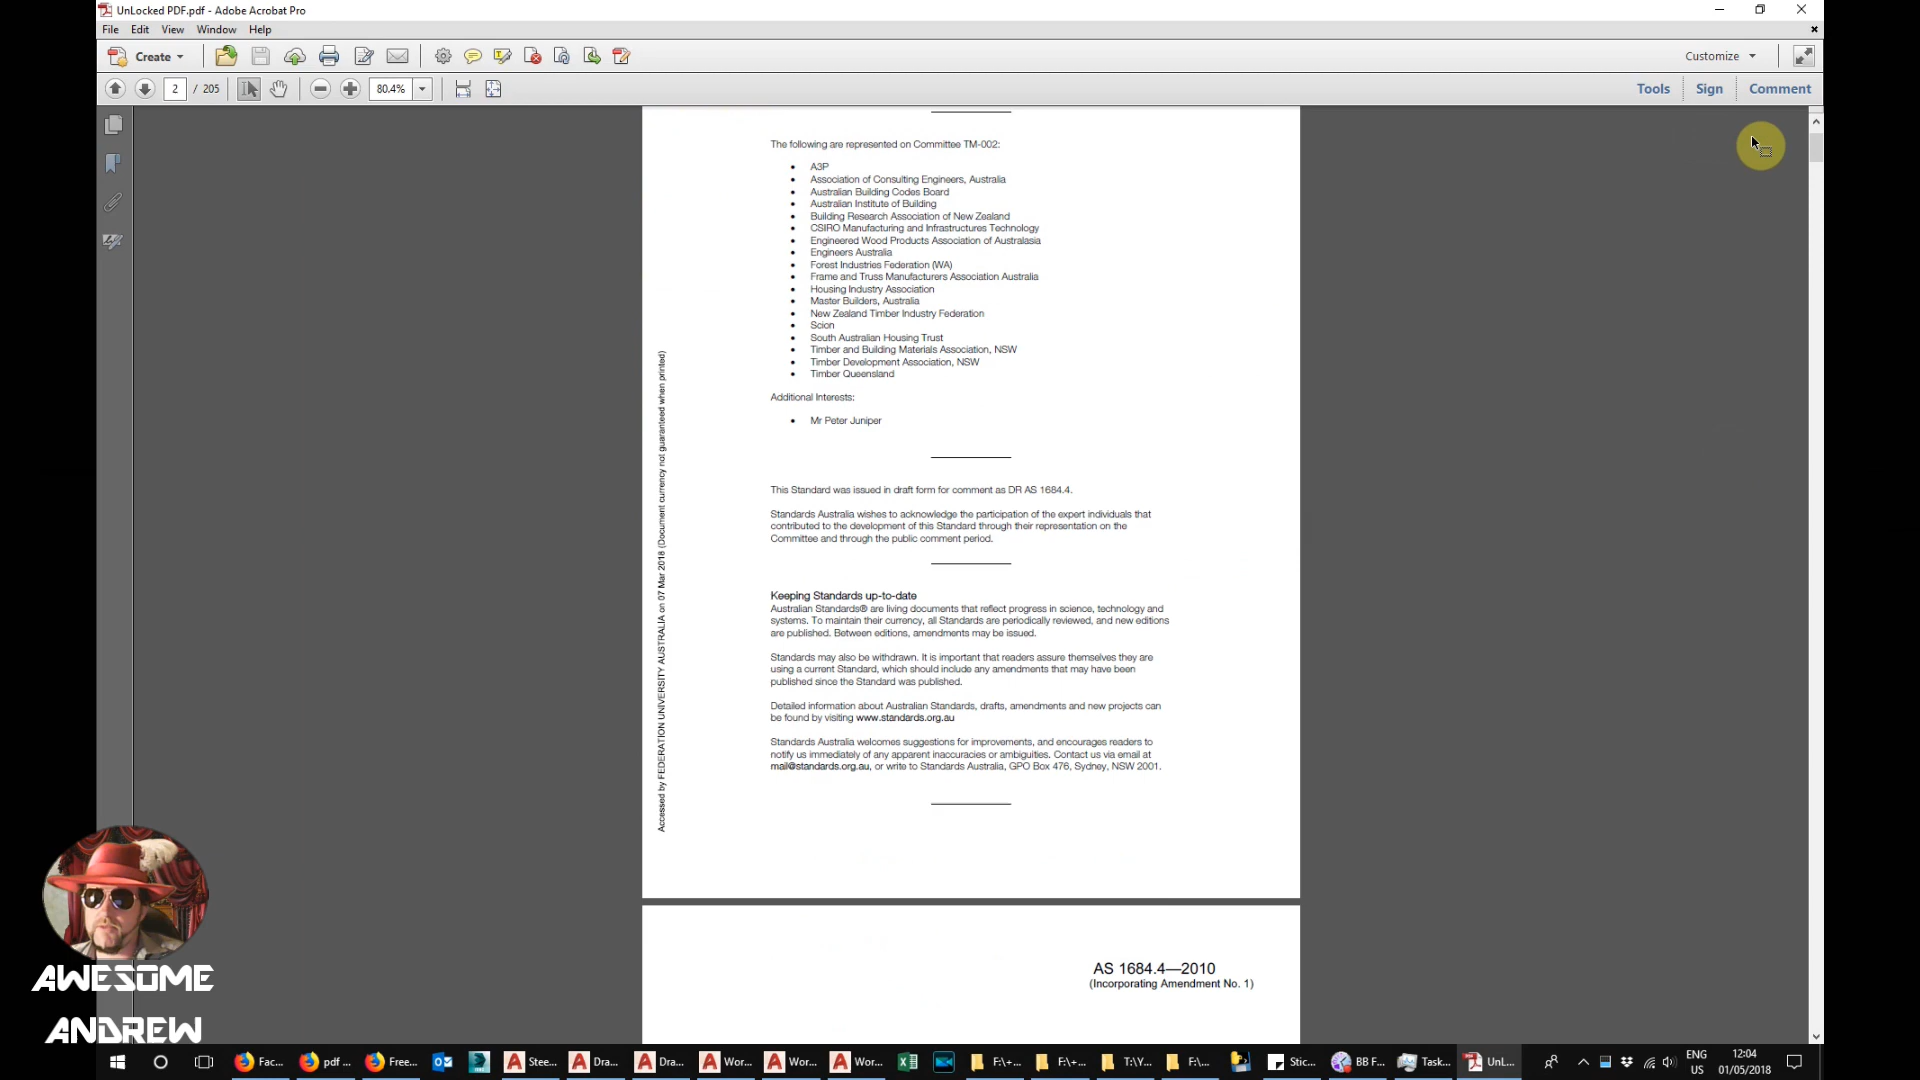 UnLocked PDF.pdf - Adobe Acrobat Pro
File Edit View Window Help
Create
Customize
2 / 205
80.4%
Tools Sign Comment
The following are represented on Committee TM-002:
• A3P
• Association of Consulting Engineers, Australia
• Australian Building Codes Board
• Australian Institute of Building
• Building Research Association of New Zealand
• CSIRO Manufacturing and Infrastructures Technology
• Engineered Wood Products Association of Australasia
• Engineers Australia
• Forest Industries Federation (WA)
• Frame and Truss Manufacturers Association Australia
• Housing Industry Association
• Master Builders, Australia
• New Zealand Timber Industry Federation
• Scion
• South Australian Housing Trust
• Timber and Building Materials Association, NSW
• Timber Development Association, NSW
• Timber Queensland
Additional Interests:
• Mr Peter Juniper
This Standard was issued in draft form for comment as DR AS 1684.4.
Standards Australia wishes to acknowledge the participation of the expert individuals that
contributed to the development of this Standard through their representation on the
Committee and through the public comment period.
Keeping Standards up-to-date
Australian Standards® are living documents that reflect progress in science, technology and
systems. To maintain their currency, all Standards are periodically reviewed, and new editions
are published. Between editions, amendments may be issued.
Standards may also be withdrawn. It is important that readers assure themselves they are
using a current Standard, which should include any amendments that may have been
published since the Standard was published.
Detailed information about Australian Standards, drafts, amendments and new projects can
be found by visiting www.standards.org.au
Standards Australia welcomes suggestions for improvements, and encourages readers to
notify us immediately of any apparent inaccuracies or ambiguities. Contact us via email at
mail@standards.org.au, or write to Standards Australia, GPO Box 476, Sydney, NSW 2001.
Accessed by FEDERATION UNIVERSITY AUSTRALIA on 07 Mar 2018 (Document currency not guaranteed when printed)
AS 1684.4—2010
(Incorporating Amendment No. 1)
AWESOME
ANDREW
Fac... pdf ... Free... Stee... Dra... Dra... Wor... Wor... Wor... F:\+... F:\+... T:\Y... F:\... Stic... BB F... Task... UnL...
ENG
US
12:04
01/05/2018